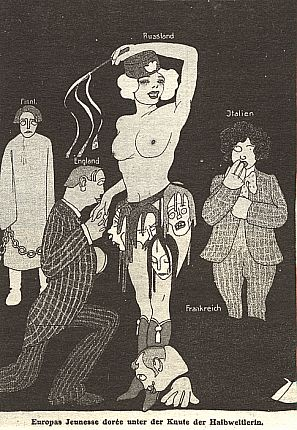 Russland
Finnl.
England
Italien
Frankreich
Europas Jeunesse dorée unter der Knute der Halbweltlerin.